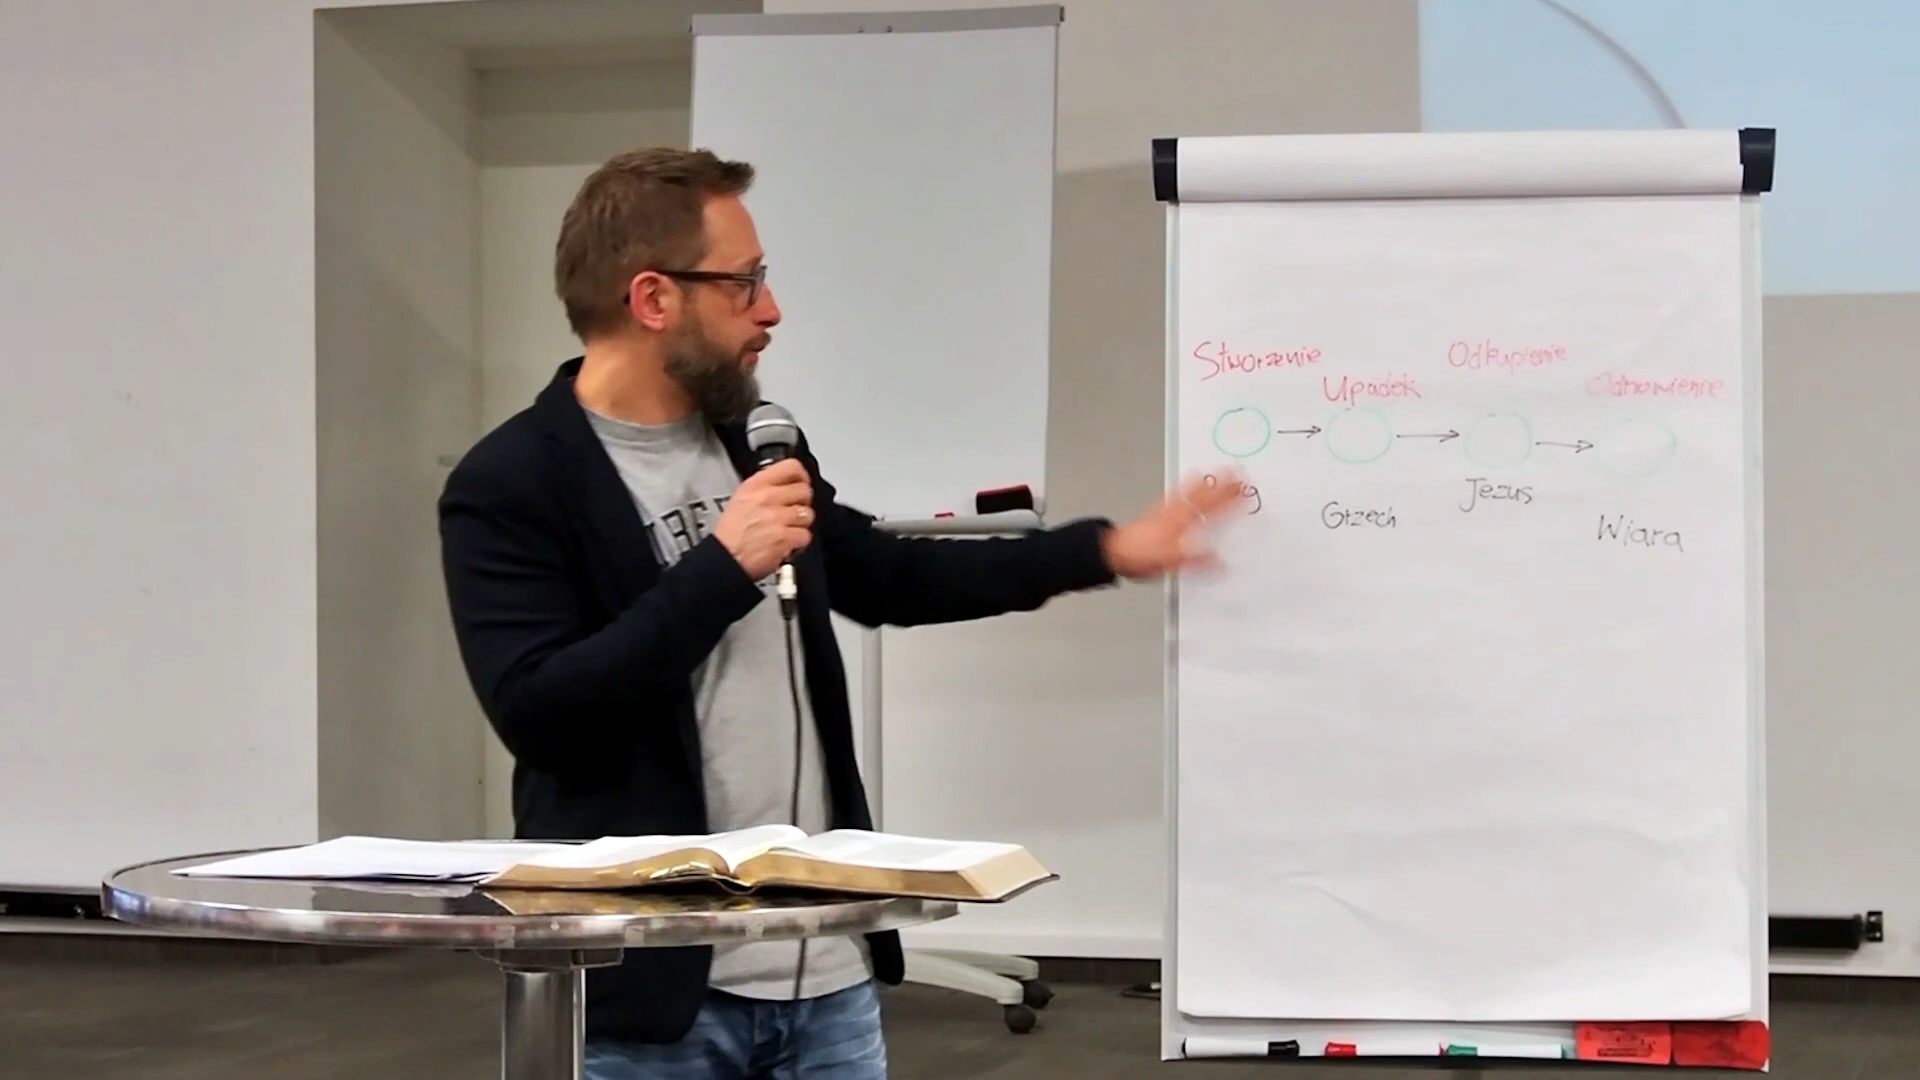 Stworzenie
Upadek
Odkupienie
Odnowienie
Grzech
Jezus
Wiara